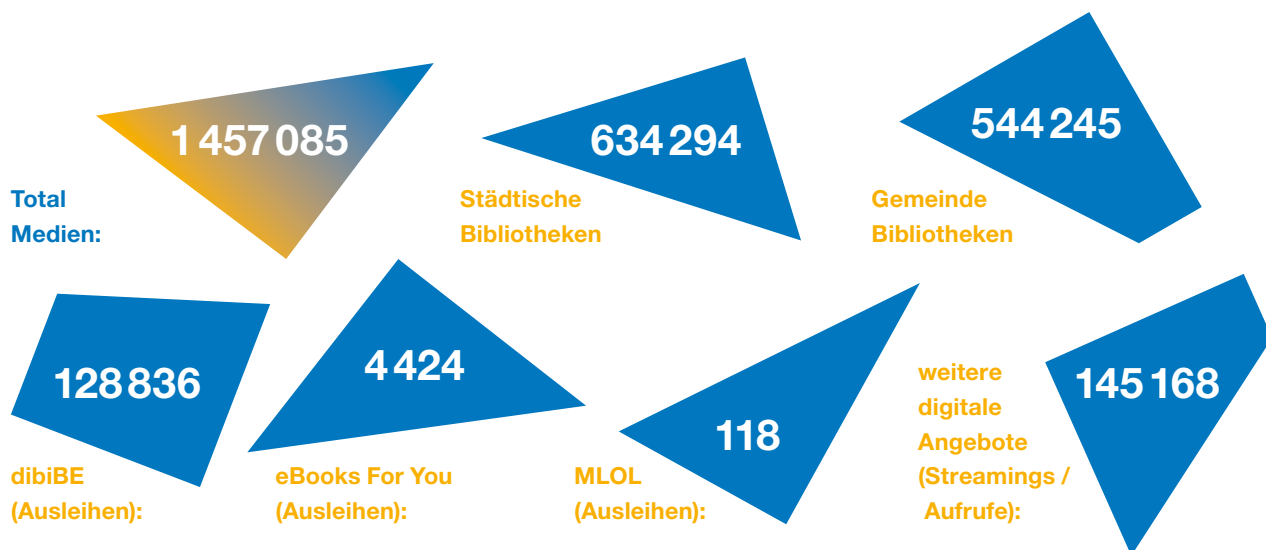 1 457 085
Total
Medien:
634 294
Städtische
Bibliotheken
544 245
Gemeinde
Bibliotheken
128 836
dibiBE
(Ausleihen):
4 424
eBooks For You
(Ausleihen):
118
MLOL
(Ausleihen):
145 168
weitere
digitale
Angebote
(Streamings /
Aufrufe):